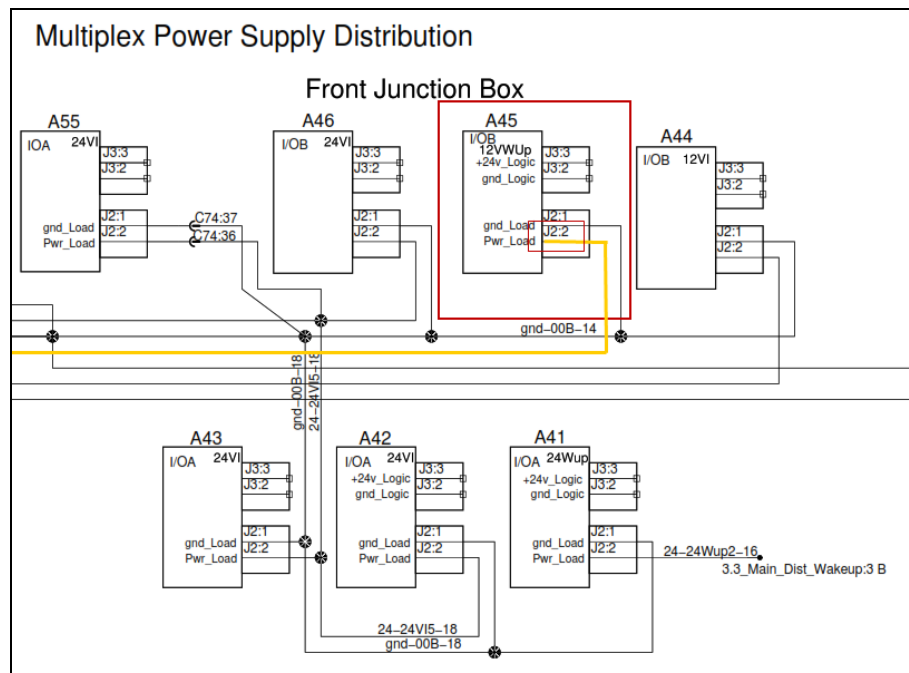 Multiplex Power Supply Distribution
Front Junction Box
A55
IOA 24VI
J3:3
J3:2
J2:1
gnd_Load
J2:2
Pwr_Load
C74:37
C74:36
A46
I/OB 24VI
J3:3
J3:2
J2:1
J2:2
A45
I/OB
12VWUp
J3:3
+24v_Logic
J3:2
gnd_Logic
J2:1
gnd_Load
J2:2
Pwr_Load
A44
I/OB 12VI
J3:3
J3:2
J2:1
J2:2
gnd-00B-14
gnd-00B-18
24-24VI5-18
A43
I/OA 24VI
J3:3
J3:2
J2:1
gnd_Load
J2:2
Pwr_Load
A42
I/OA 24VI
J3:3
+24v_Logic
J3:2
gnd_Logic
J2:1
gnd_Load
J2:2
Pwr_Load
A41
I/OA 24Wup
J3:3
+24v_Logic
J3:2
gnd_Logic
J2:1
gnd_Load
J2:2
Pwr_Load
24-24Wup2-16
3.3_Main_Dist_Wakeup:3 B
24-24VI5-18
gnd-00B-18